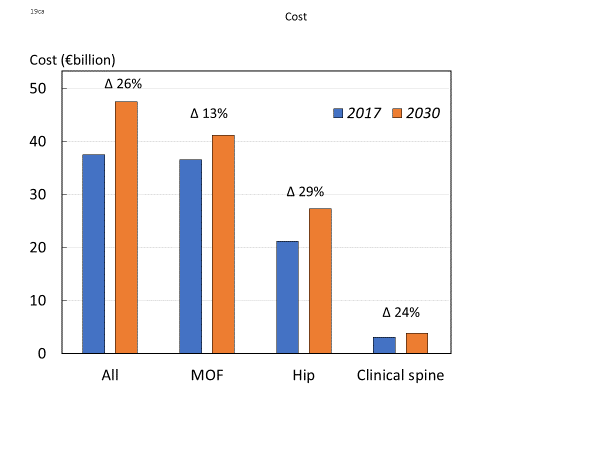 19ca
Cost
Cost (€billion)
50
Δ 26%
Δ 13%
2017 2030
40
Δ 29%
30
20
10
Δ 24%
0
All MOF Hip Clinical spine